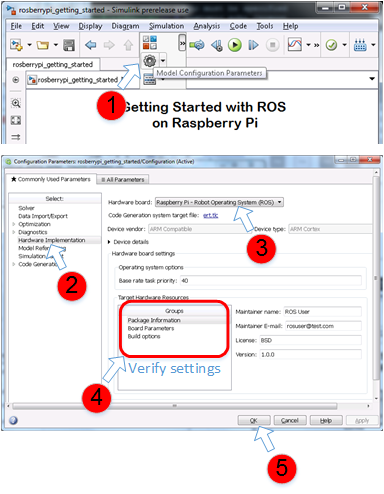 rosberrypi_getting_started - Simulink prerelease use
File Edit View Display Diagram Simulation Analysis Code Tools Help
rosberrypi_getting_started
rosberrypi_getting_started
Model Configuration Parameters
1
Getting Started with ROS
on Raspberry Pi
Configuration Parameters: rosberrypi_getting_started/Configuration (Active)
Commonly Used Parameters
All Parameters
Select:
Solver
Data Import/Export
Optimization
Diagnostics
Hardware Implementation
Model Refer
Simulation
Code Generatio
2
Hardware board: Raspberry Pi - Robot Operating System (ROS)
Code Generation system target file: ert.tlc
Device vendor: ARM Compatible
Device type: ARM Cortex
3
Device details
Hardware board settings
Operating system options
Base rate task priority: 40
Target Hardware Resources
Groups
Package Information
Board Parameters
Build options
Maintainer name: ROS User
Maintainer E-mail: rosuser@test.com
License: BSD
Version: 1.0.0
4
Verify settings
OK Cancel Help Apply
5